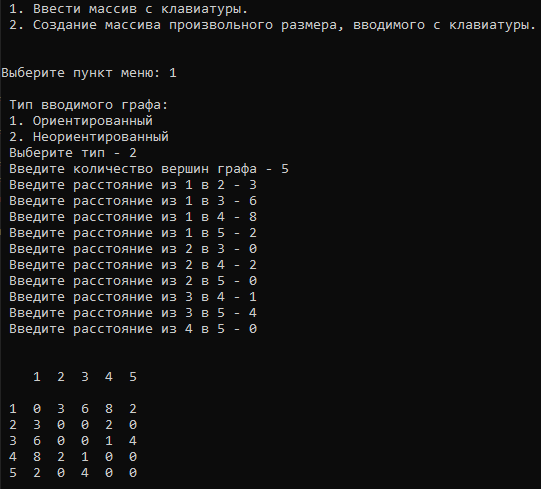 1. Ввести массив с клавиатуры.
2. Создание массива произвольного размера, вводимого с клавиатуры.
Выберите пункт меню: 1
Тип вводимого графа:
1. Ориентированный
2. Неориентированный
Выберите тип - 2
Введите количество вершин графа - 5
Введите расстояние из 1 в 2 - 3
Введите расстояние из 1 в 3 - 6
Введите расстояние из 1 в 4 - 8
Введите расстояние из 1 в 5 - 2
Введите расстояние из 2 в 3 - 0
Введите расстояние из 2 в 4 - 2
Введите расстояние из 2 в 5 - 0
Введите расстояние из 3 в 4 - 1
Введите расстояние из 3 в 5 - 4
Введите расстояние из 4 в 5 - 0
1 2 3 4 5
1 0 3 6 8 2
2 3 0 0 2 0
3 6 0 0 1 4
4 8 2 1 0 0
5 2 0 4 0 0